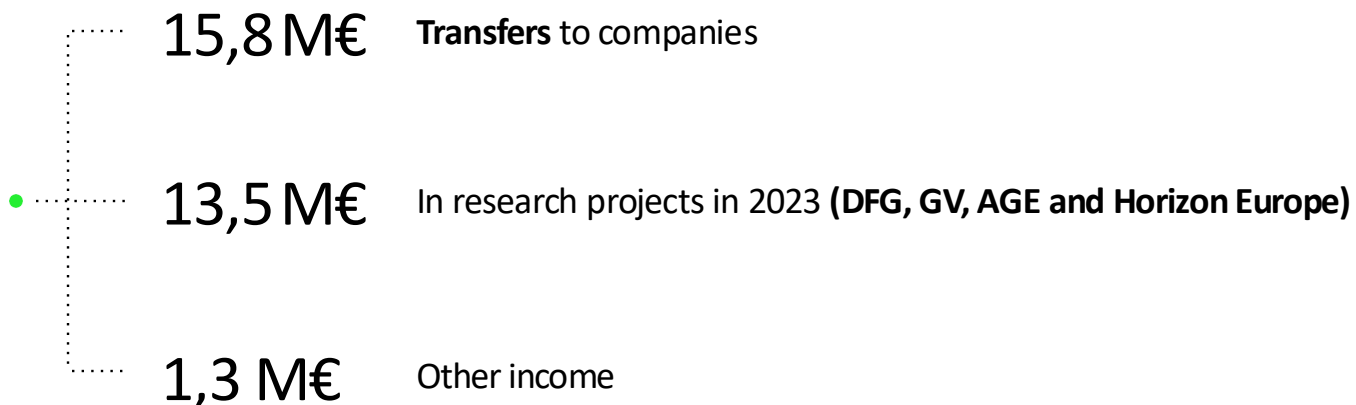 15,8 M€ Transfers to companies
13,5 M€ In research projects in 2023 (DFG, GV, AGE and Horizon Europe)
1,3 M€ Other income